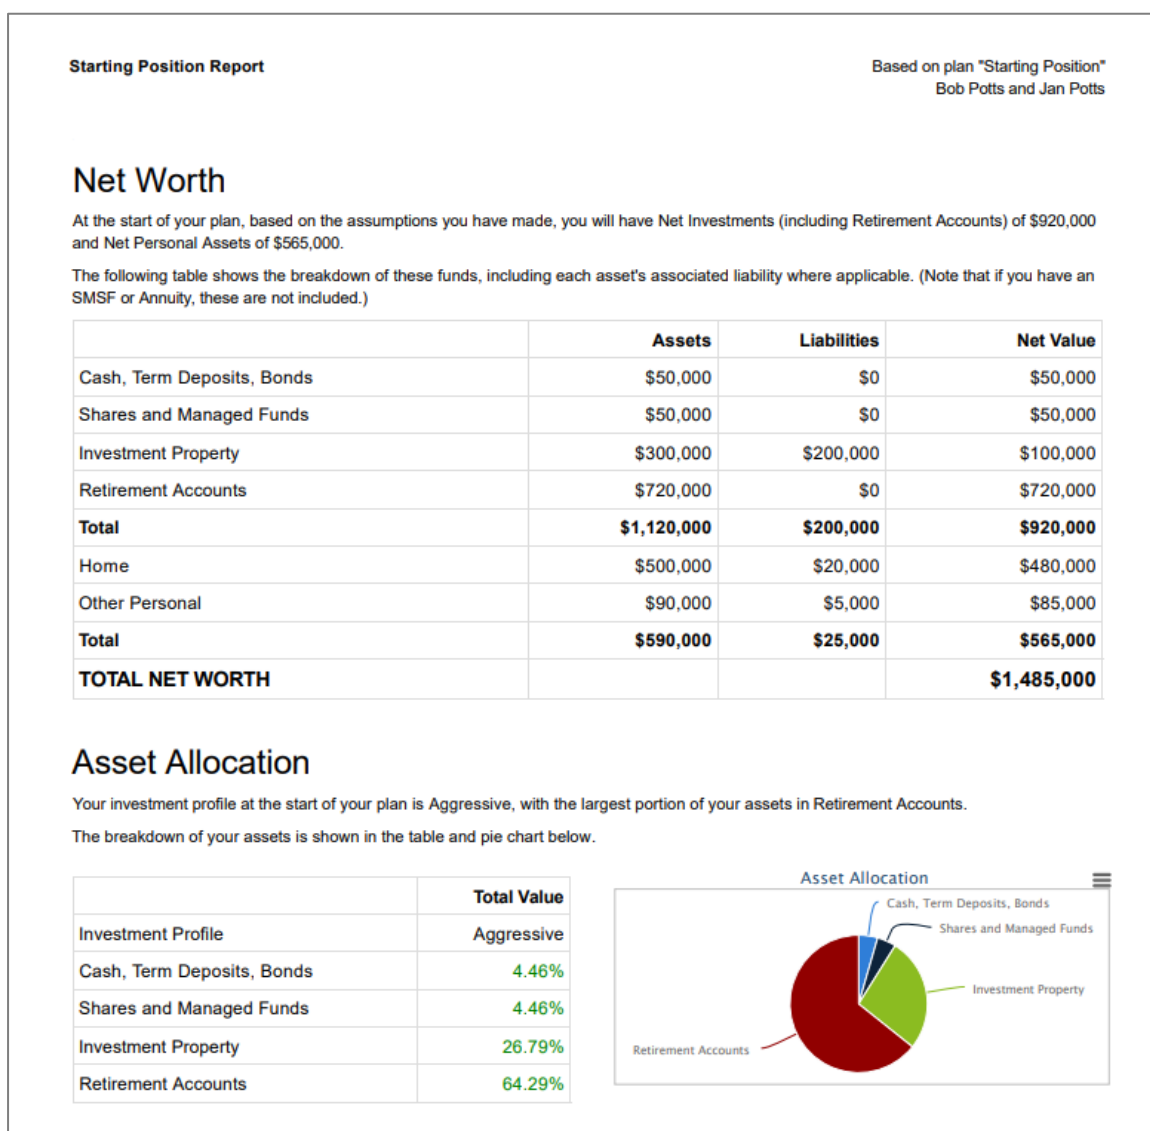 Starting Position Report
Based on plan "Starting Position"
Bob Potts and Jan Potts
Net Worth
At the start of your plan, based on the assumptions you have made, you will have Net Investments (including Retirement Accounts) of $920,000
and Net Personal Assets of $565,000.
The following table shows the breakdown of these funds, including each asset's associated liability where applicable. (Note that if you have an
SMSF or Annuity, these are not included.)
Assets Liabilities Net Value
Cash, Term Deposits, Bonds $50,000 $0 $50,000
Shares and Managed Funds $50,000 $0 $50,000
Investment Property $300,000 $200,000 $100,000
Retirement Accounts $720,000 $0 $720,000
Total $1,120,000 $200,000 $920,000
Home $500,000 $20,000 $480,000
Other Personal $90,000 $5,000 $85,000
Total $590,000 $25,000 $565,000
TOTAL NET WORTH $1,485,000
Asset Allocation
Your investment profile at the start of your plan is Aggressive, with the largest portion of your assets in Retirement Accounts.
The breakdown of your assets is shown in the table and pie chart below.
Total Value
Investment Profile Aggressive
Cash, Term Deposits, Bonds 4.46%
Shares and Managed Funds 4.46%
Investment Property 26.79%
Retirement Accounts 64.29%
Asset Allocation
Cash, Term Deposits, Bonds
Shares and Managed Funds
Investment Property
Retirement Accounts